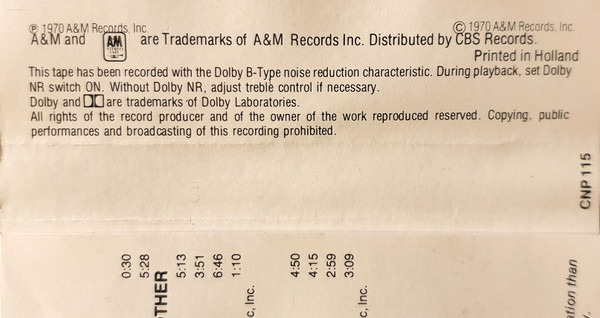 ℗ 1970 A&M Records, Inc. © 1970 A&M Records, Inc.
A&M and AM are Trademarks of A&M Records Inc. Distributed by CBS Records.
Printed in Holland
This tape has been recorded with the Dolby B-Type noise reduction characteristic. During playback, set Dolby
NR switch ON. Without Dolby NR, adjust treble control if necessary.
Dolby and are trademarks of Dolby Laboratories.
All rights of the record producer and of the owner of the work reproduced reserved. Copying, public
performances and broadcasting of this recording prohibited.
CNP 115
0:30
5:28
OTHER
5:13
3:51
6:46
1:10
c, Inc.
4:50
4:15
2:59
3:09
c, Inc.
ation than